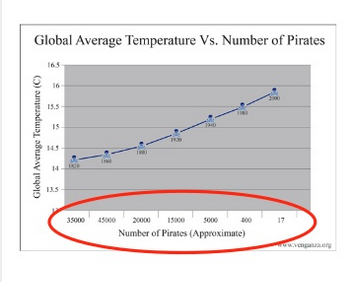 Global Average Temperature Vs. Number of Pirates
Global Average Temperature (C)
16.5
16
15.5
15
14.5
14
13.5
1820
1860
1880
1920
1940
1980
2000
35000 45000 20000 15000 5000 400 17
Number of Pirates (Approximate)
www.venganza.org